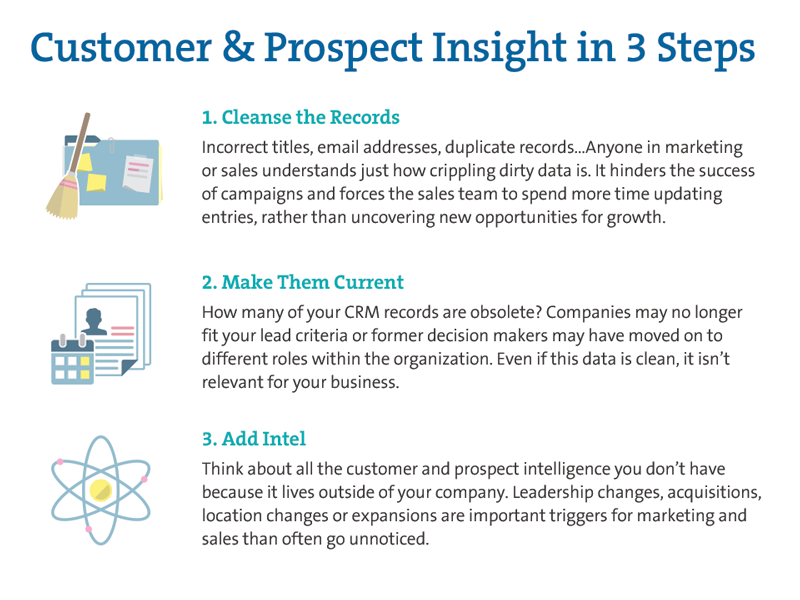 Customer & Prospect Insight in 3 Steps
1. Cleanse the Records
Incorrect titles, email addresses, duplicate records...Anyone in marketing
or sales understands just how crippling dirty data is. It hinders the success
of campaigns and forces the sales team to spend more time updating
entries, rather than uncovering new opportunities for growth.
2. Make Them Current
How many of your CRM records are obsolete? Companies may no longer
fit your lead criteria or former decision makers may have moved on to
different roles within the organization. Even if this data is clean, it isn’t
relevant for your business.
3. Add Intel
Think about all the customer and prospect intelligence you don’t have
because it lives outside of your company. Leadership changes, acquisitions,
location changes or expansions are important triggers for marketing and
sales than often go unnoticed.